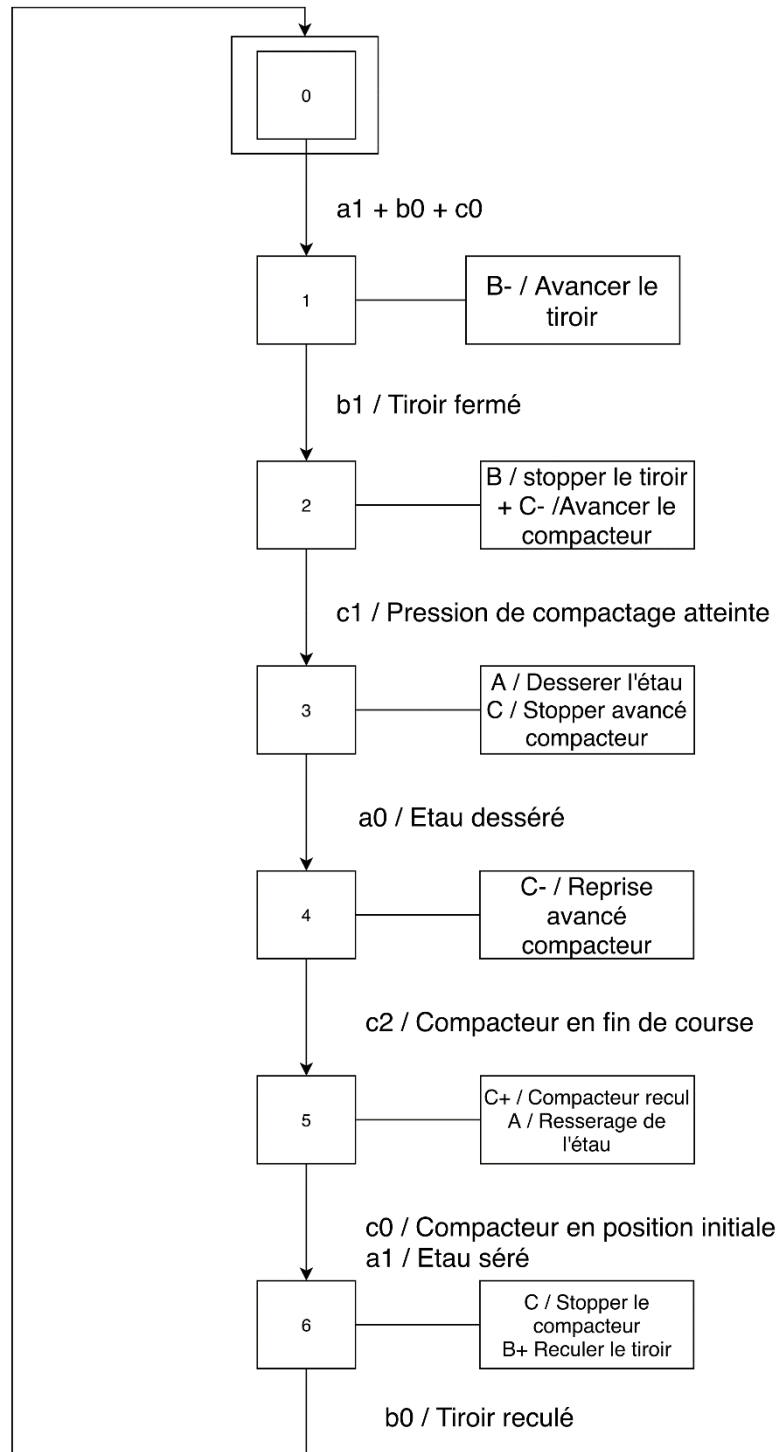 0
a1 + b0 + c0
1
B- / Avancer le
tiroir
b1 / Tiroir fermé
2
B / stopper le tiroir
+ C- /Avancer le
compacteur
c1 / Pression de compactage atteinte
3
A / Desserer l'étau
C / Stopper avancé
compacteur
a0 / Etau desséré
4
C- / Reprise
avancé
compacteur
c2 / Compacteur en fin de course
5
C+ / Compacteur recul
A / Resserage de
l'étau
c0 / Compacteur en position initiale
a1 / Etau séré
6
C / Stopper le
compacteur
B+ Reculer le tiroir
b0 / Tiroir reculé